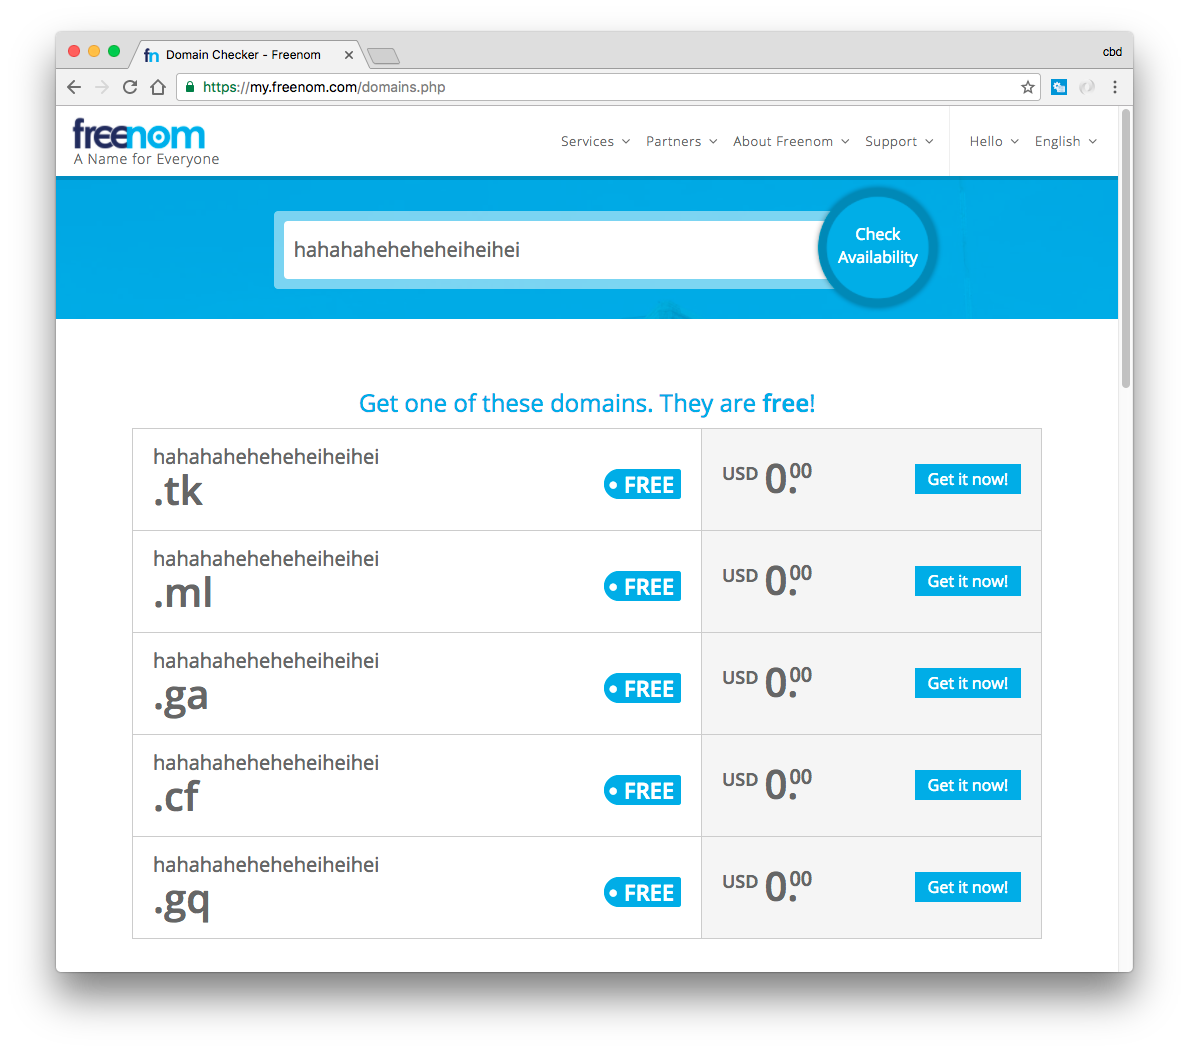 Domain Checker - Freenom
cbd
https://my.freenom.com/domains.php
freenom
A Name for Everyone
Services Partners About Freenom Support Hello English
hahahaheheheheiheihei
Check
Availability
Get one of these domains. They are free!
hahahaheheheheiheihei
.tk
FREE
USD 0.00
Get it now!
hahahaheheheheiheihei
.ml
FREE
USD 0.00
Get it now!
hahahaheheheheiheihei
.ga
FREE
USD 0.00
Get it now!
hahahaheheheheiheihei
.cf
FREE
USD 0.00
Get it now!
hahahaheheheheiheihei
.gq
FREE
USD 0.00
Get it now!